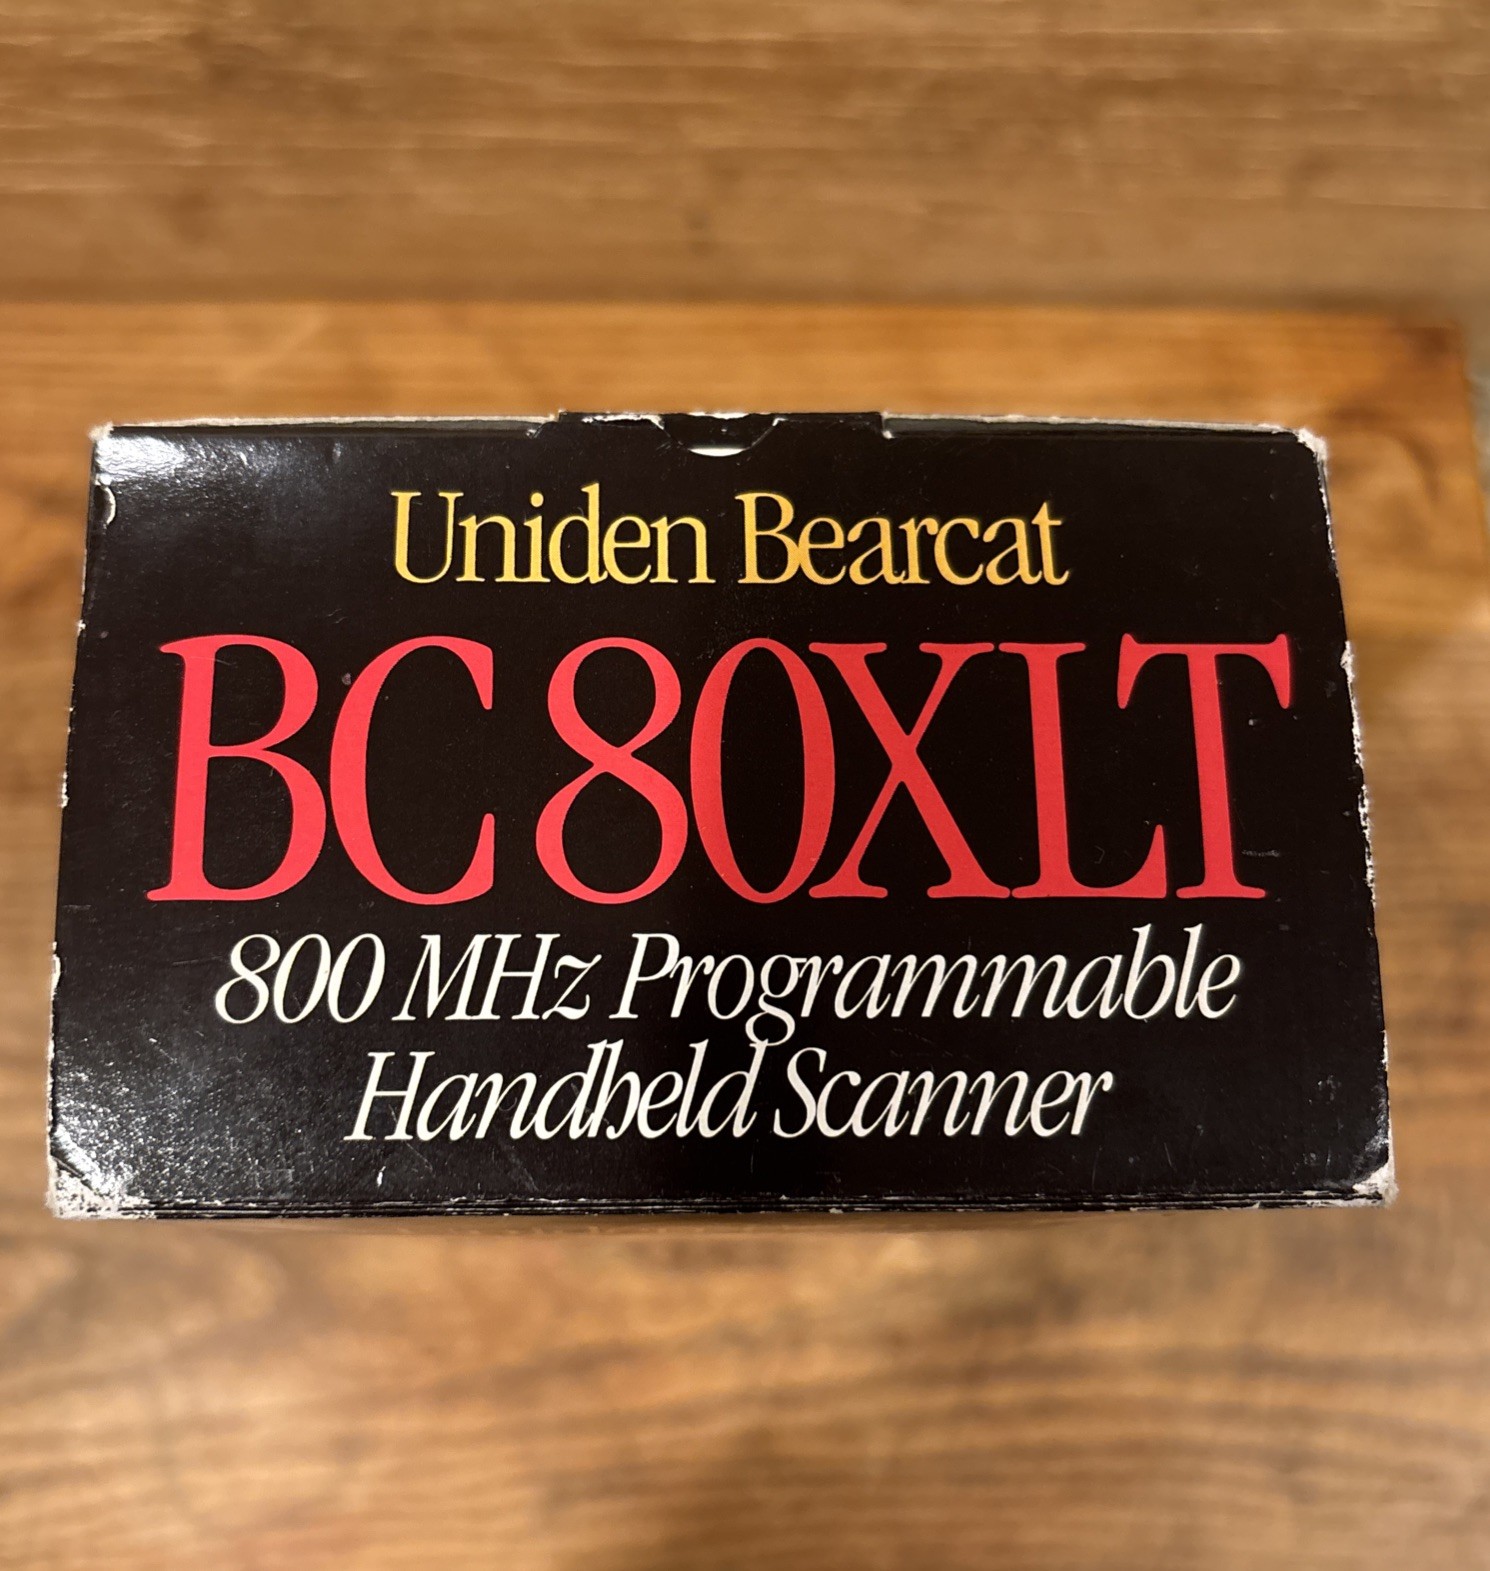 Uniden Bearcat
BC 80XLT
800 MHz Programmable
Handheld Scanner